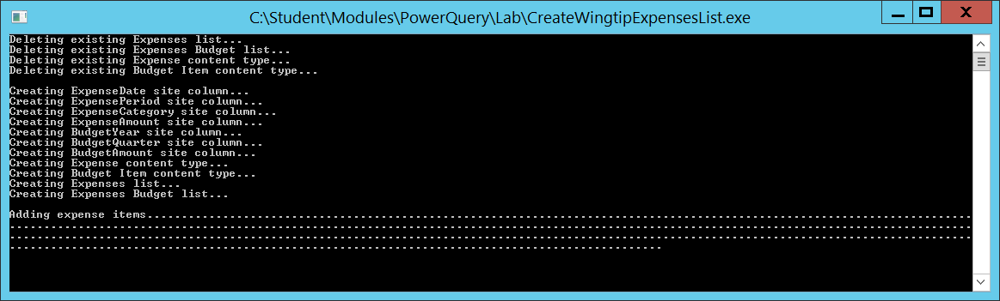 C:\Student\Modules\PowerQuery\Lab\CreateWingtipExpensesList.exe
Deleting existing Expenses list...
Deleting existing Expenses Budget list...
Deleting existing Expense content type...
Deleting existing Budget Item content type...
Creating ExpenseDate site column...
Creating ExpensePeriod site column...
Creating ExpenseCategory site column...
Creating ExpenseAmount site column...
Creating BudgetYear site column...
Creating BudgetQuarter site column...
Creating BudgetAmount site column...
Creating Expense content type...
Creating Budget Item content type...
Creating Expenses list...
Creating Expenses Budget list...
Adding expense items........................................................................................................................
............................................................................................................................................
............................................................................................................................................
...............................................................................................